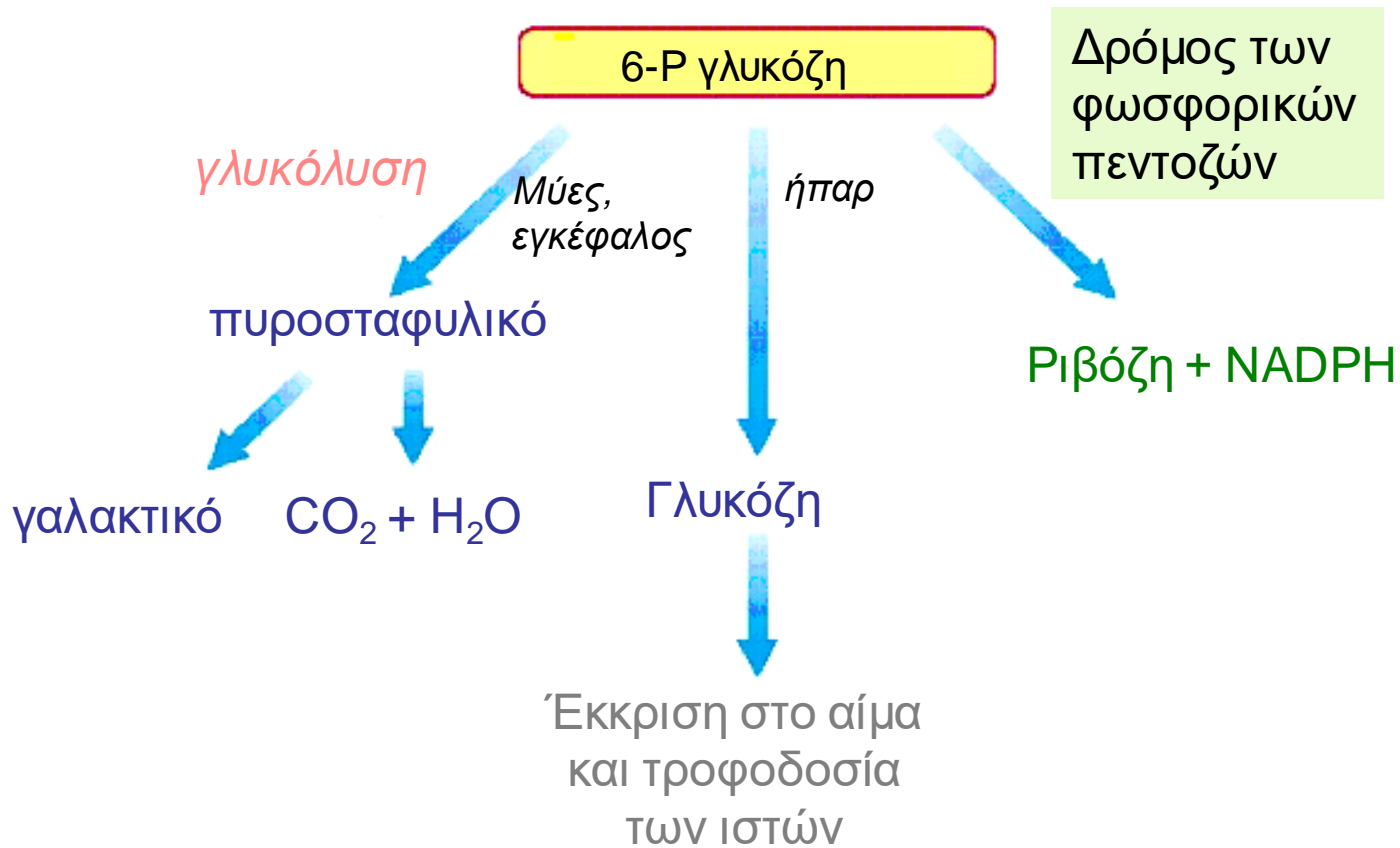 6-Ρ γλυκόζη
Δρόμος των
φωσφορικών
πεντοζών
γλυκόλυση
Μύες,
εγκέφαλος
ήπαρ
πυροσταφυλικό
Ριβόζη + NADPH
γαλακτικό
CO₂ + H₂O
Γλυκόζη
Έκκριση στο αίμα
και τροφοδοσία
των ιστών